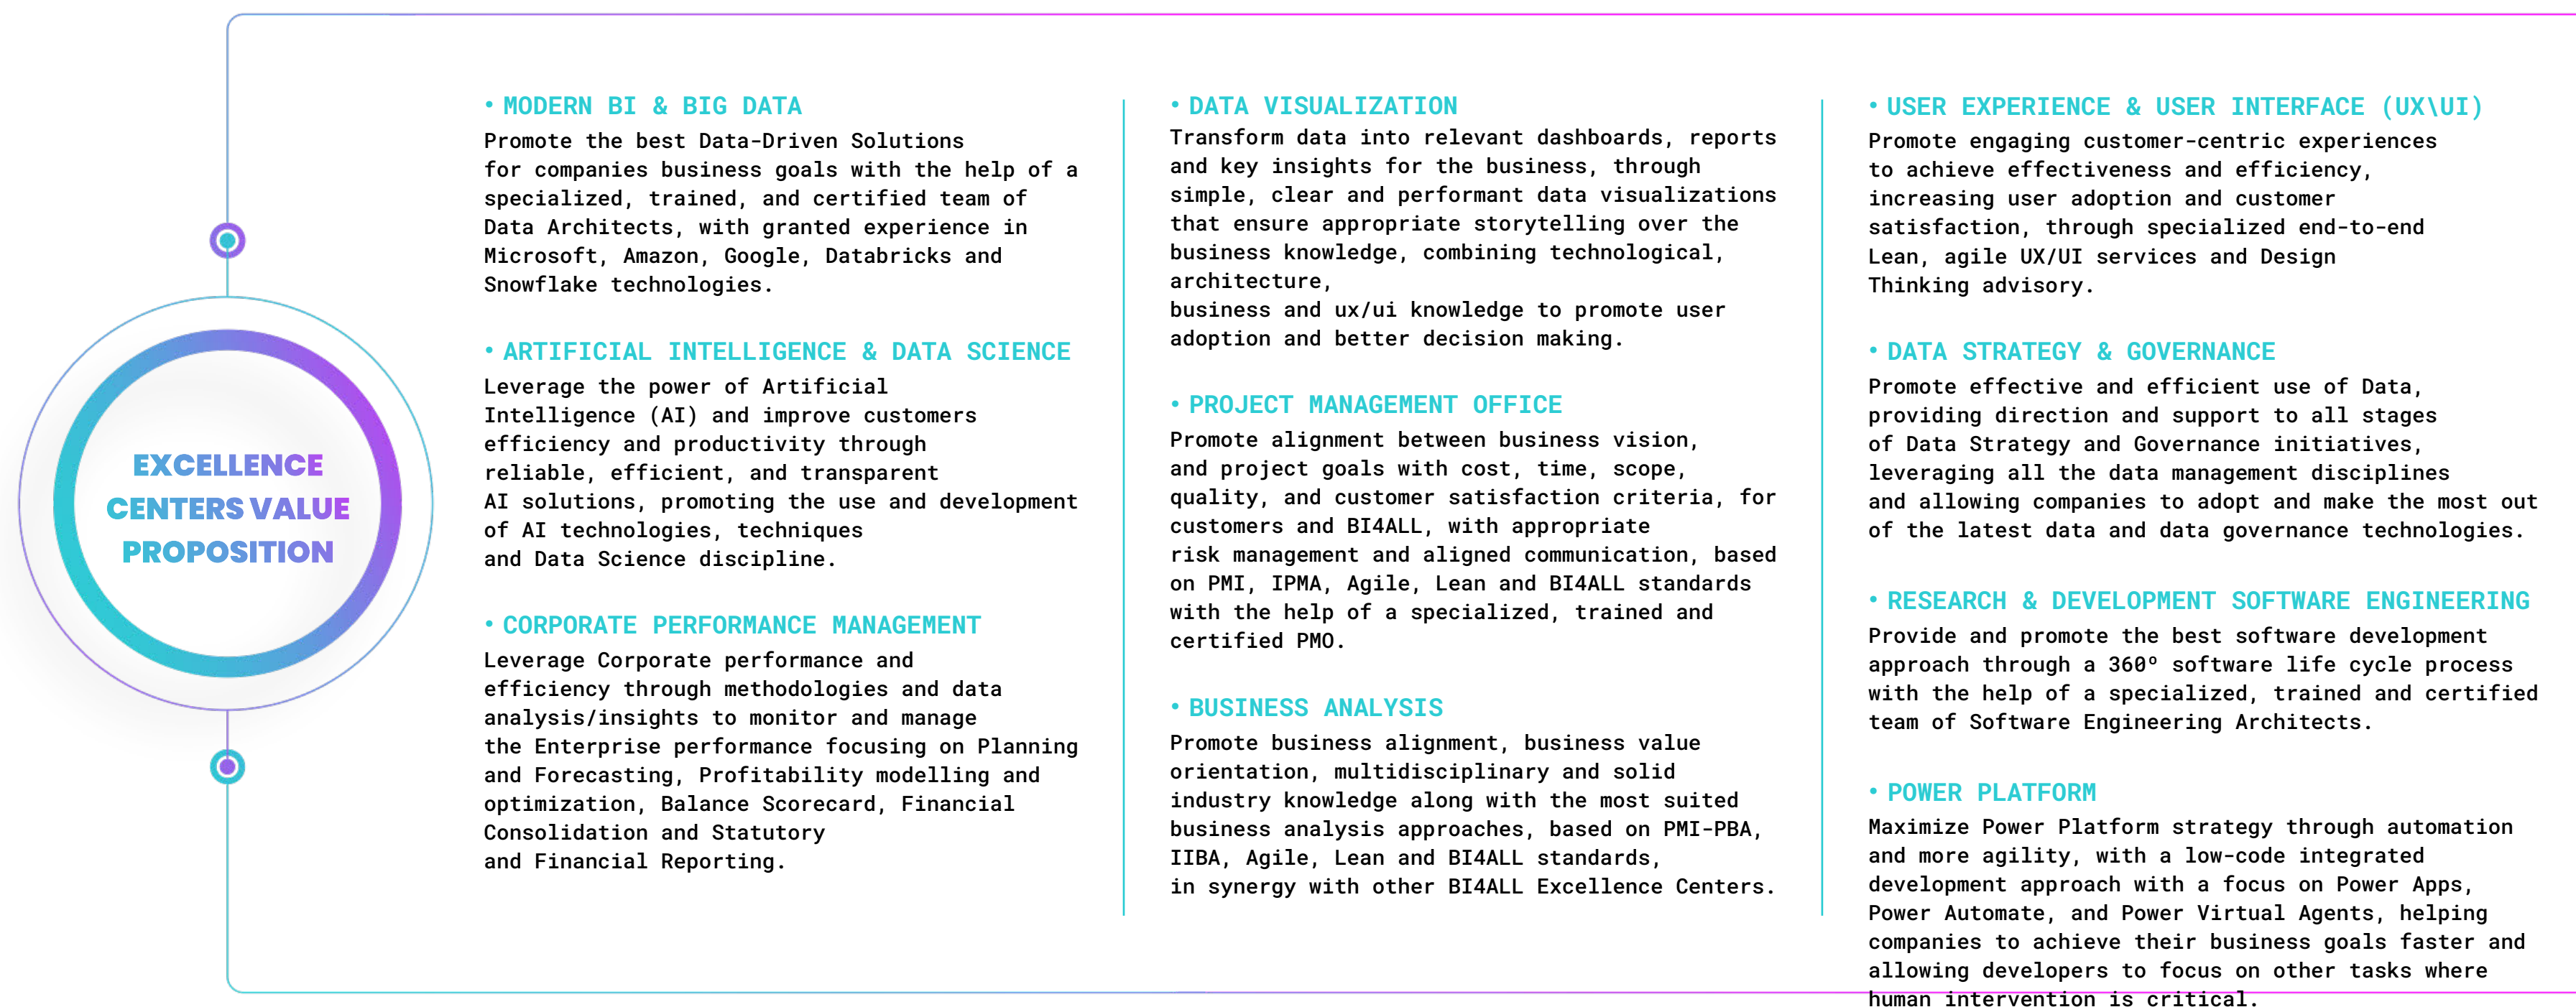 EXCELLENCE
CENTERS VALUE
PROPOSITION
• MODERN BI & BIG DATA
Promote the best Data-Driven Solutions
for companies business goals with the help of a
specialized, trained, and certified team of
Data Architects, with granted experience in
Microsoft, Amazon, Google, Databricks and
Snowflake technologies.
• ARTIFICIAL INTELLIGENCE & DATA SCIENCE
Leverage the power of Artificial
Intelligence (AI) and improve customers
efficiency and productivity through
reliable, efficient, and transparent
AI solutions, promoting the use and development
of AI technologies, techniques
and Data Science discipline.
• CORPORATE PERFORMANCE MANAGEMENT
Leverage Corporate performance and
efficiency through methodologies and data
analysis/insights to monitor and manage
the Enterprise performance focusing on Planning
and Forecasting, Profitability modelling and
optimization, Balance Scorecard, Financial
Consolidation and Statutory
and Financial Reporting.
• DATA VISUALIZATION
Transform data into relevant dashboards, reports
and key insights for the business, through
simple, clear and performant data visualizations
that ensure appropriate storytelling over the
business knowledge, combining technological,
architecture,
business and ux/ui knowledge to promote user
adoption and better decision making.
• PROJECT MANAGEMENT OFFICE
Promote alignment between business vision,
and project goals with cost, time, scope,
quality, and customer satisfaction criteria, for
customers and BI4ALL, with appropriate
risk management and aligned communication, based
on PMI, IPMA, Agile, Lean and BI4ALL standards
with the help of a specialized, trained and
certified PMO.
• BUSINESS ANALYSIS
Promote business alignment, business value
orientation, multidisciplinary and solid
industry knowledge along with the most suited
business analysis approaches, based on PMI-PBA,
IIBA, Agile, Lean and BI4ALL standards,
in synergy with other BI4ALL Excellence Centers.
• USER EXPERIENCE & USER INTERFACE (UX\UI)
Promote engaging customer-centric experiences
to achieve effectiveness and efficiency,
increasing user adoption and customer
satisfaction, through specialized end-to-end
Lean, agile UX/UI services and Design
Thinking advisory.
• DATA STRATEGY & GOVERNANCE
Promote effective and efficient use of Data,
providing direction and support to all stages
of Data Strategy and Governance initiatives,
leveraging all the data management disciplines
and allowing companies to adopt and make the most out
of the latest data and data governance technologies.
• RESEARCH & DEVELOPMENT SOFTWARE ENGINEERING
Provide and promote the best software development
approach through a 360º software life cycle process
with the help of a specialized, trained and certified
team of Software Engineering Architects.
• POWER PLATFORM
Maximize Power Platform strategy through automation
and more agility, with a low-code integrated
development approach with a focus on Power Apps,
Power Automate, and Power Virtual Agents, helping
companies to achieve their business goals faster and
allowing developers to focus on other tasks where
human intervention is critical.